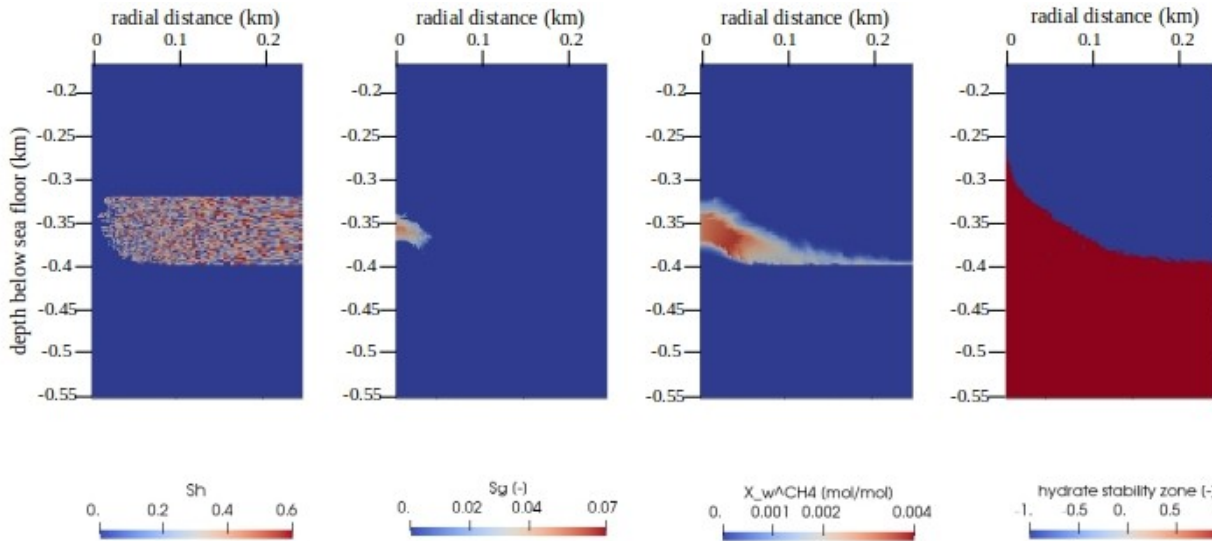 radial distance (km)
0 0.1 0.2
radial distance (km)
0 0.1 0.2
radial distance (km)
0 0.1 0.2
radial distance (km)
0 0.1 0.2
depth below sea floor (km)
-0.2
-0.25
-0.3
-0.35
-0.4
-0.45
-0.5
-0.55
-0.2
-0.25
-0.3
-0.35
-0.4
-0.45
-0.5
-0.55
-0.2
-0.25
-0.3
-0.35
-0.4
-0.45
-0.5
-0.55
-0.2
-0.25
-0.3
-0.35
-0.4
-0.45
-0.5
-0.55
Sh
0. 0.2 0.4 0.6
Sg (-)
0. 0.02 0.04 0.07
X_w^CH4 (mol/mol)
0. 0.001 0.002 0.004
hydrate stability zone [-]
-1. -0.5 0. 0.5